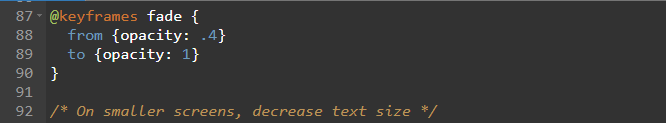 87 @keyframes fade {
88   from {opacity: .4}
89   to {opacity: 1}
90 }
91
92 /* On smaller screens, decrease text size */